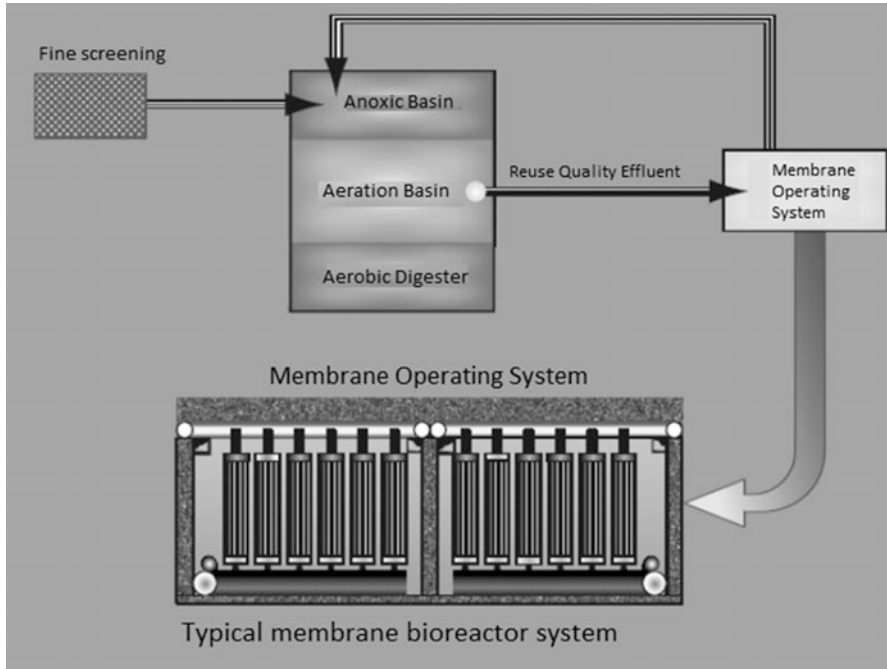 Fine screening
Anoxic Basin
Aeration Basin
Reuse Quality Effluent
Membrane
Operating
System
Aerobic Digester
Membrane Operating System
Typical membrane bioreactor system